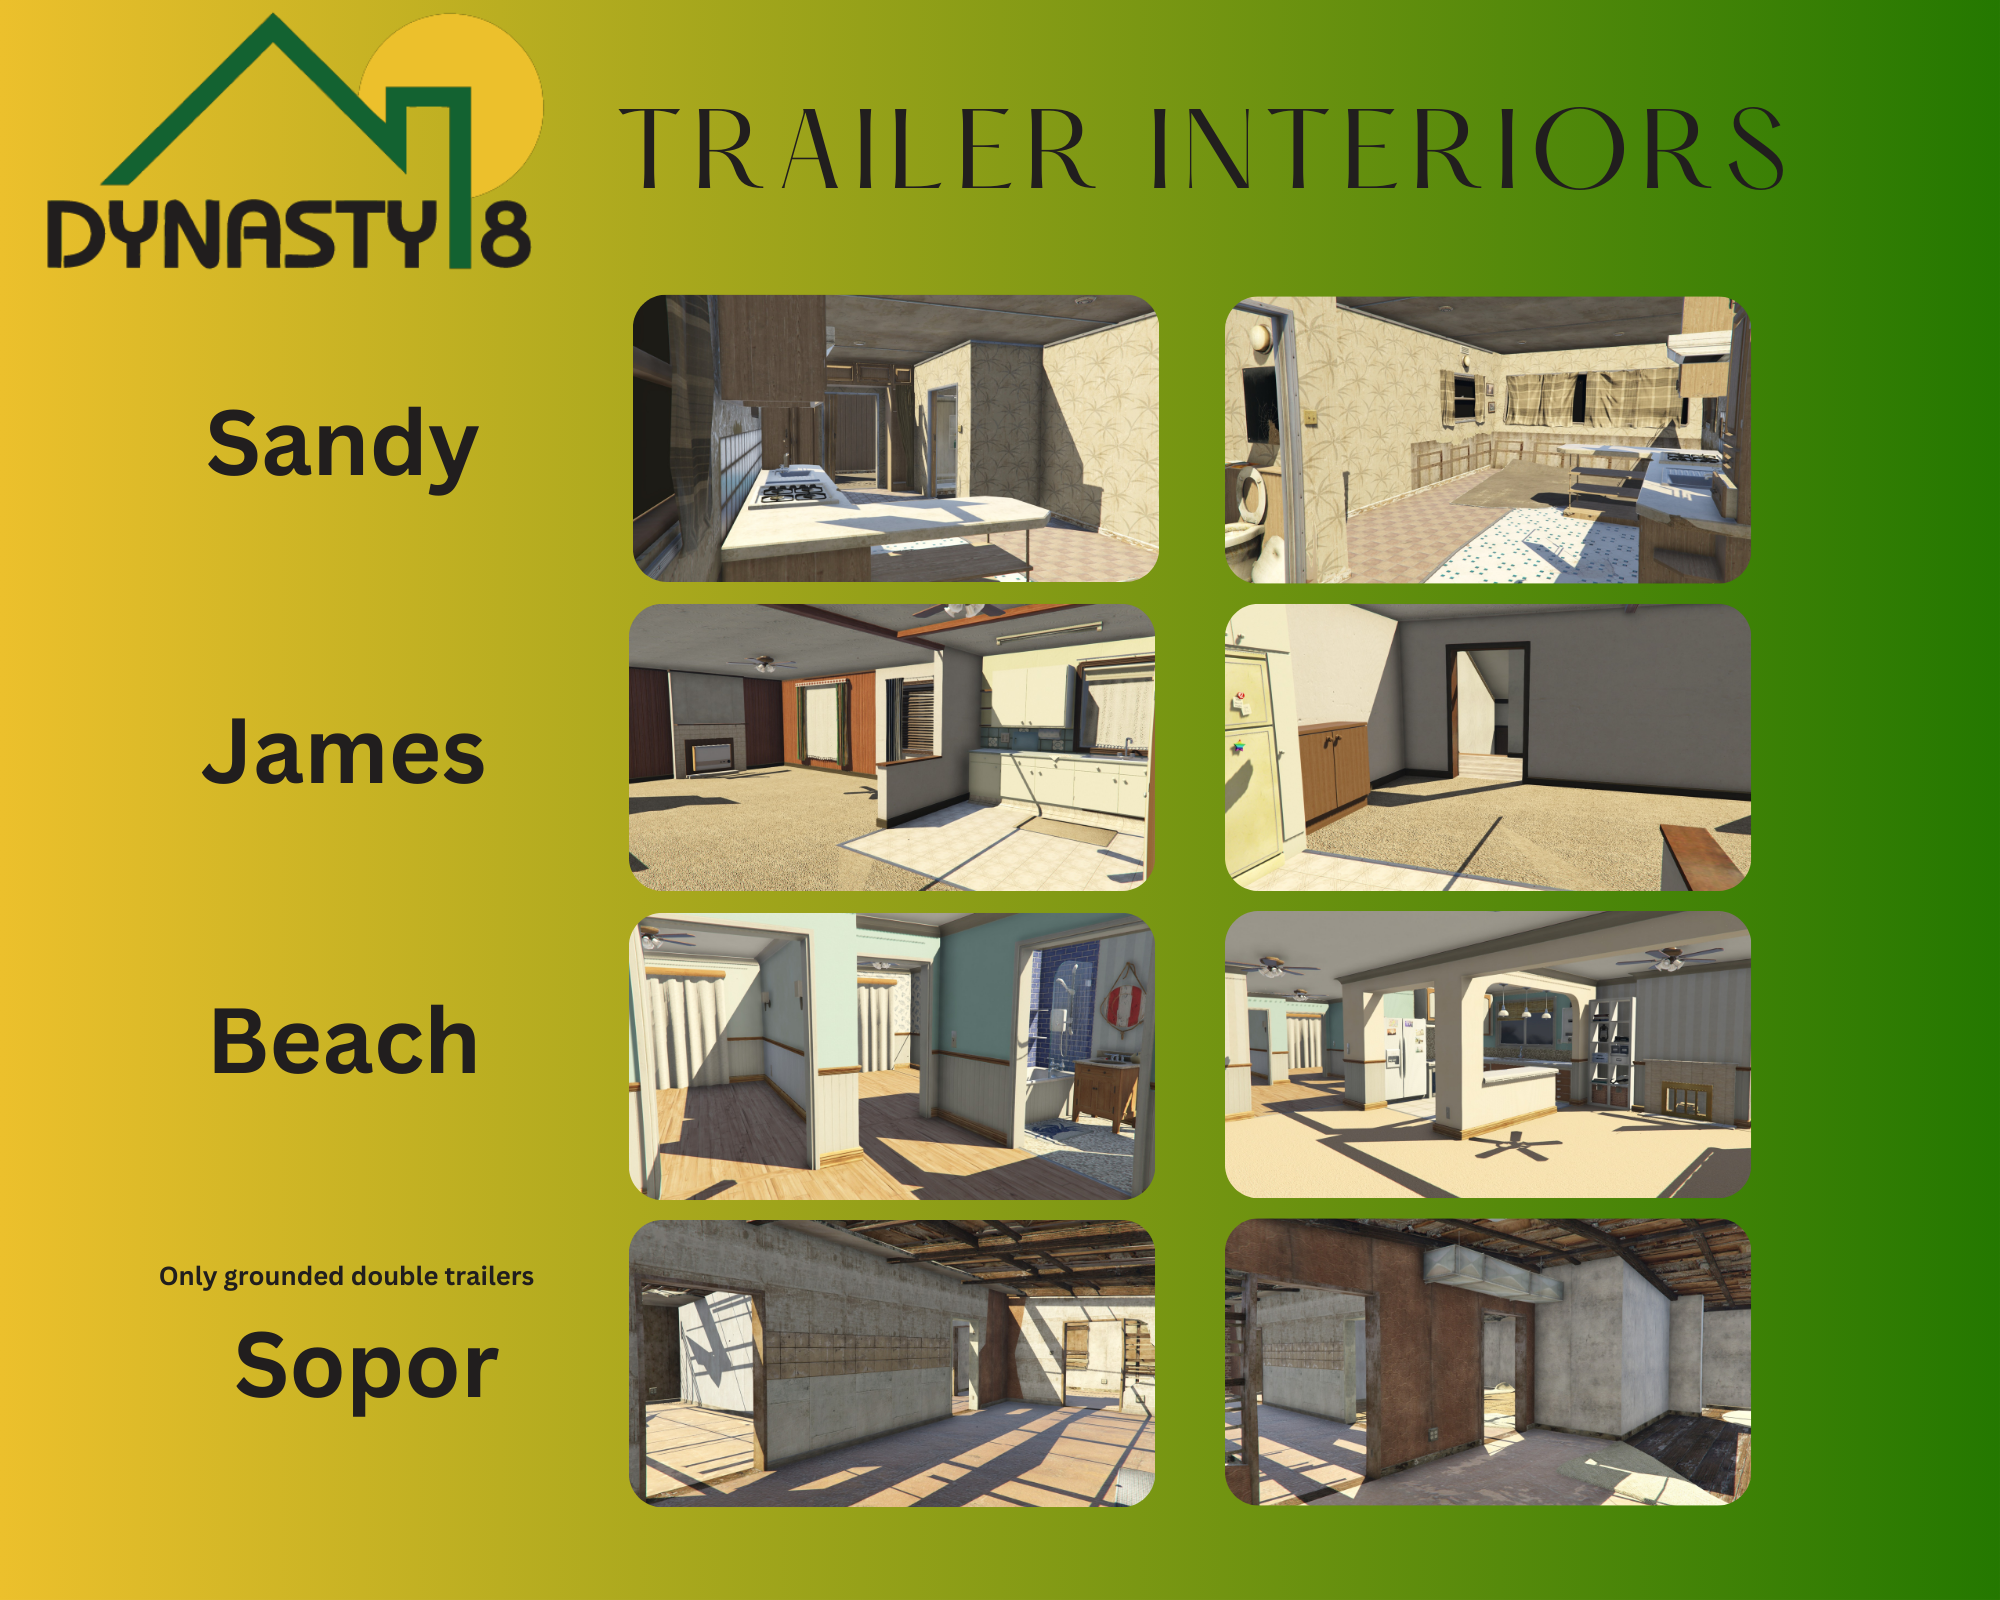 DYNASTY 8
TRAILER INTERIORS
Sandy
James
Beach
Only grounded double trailers
Sopor